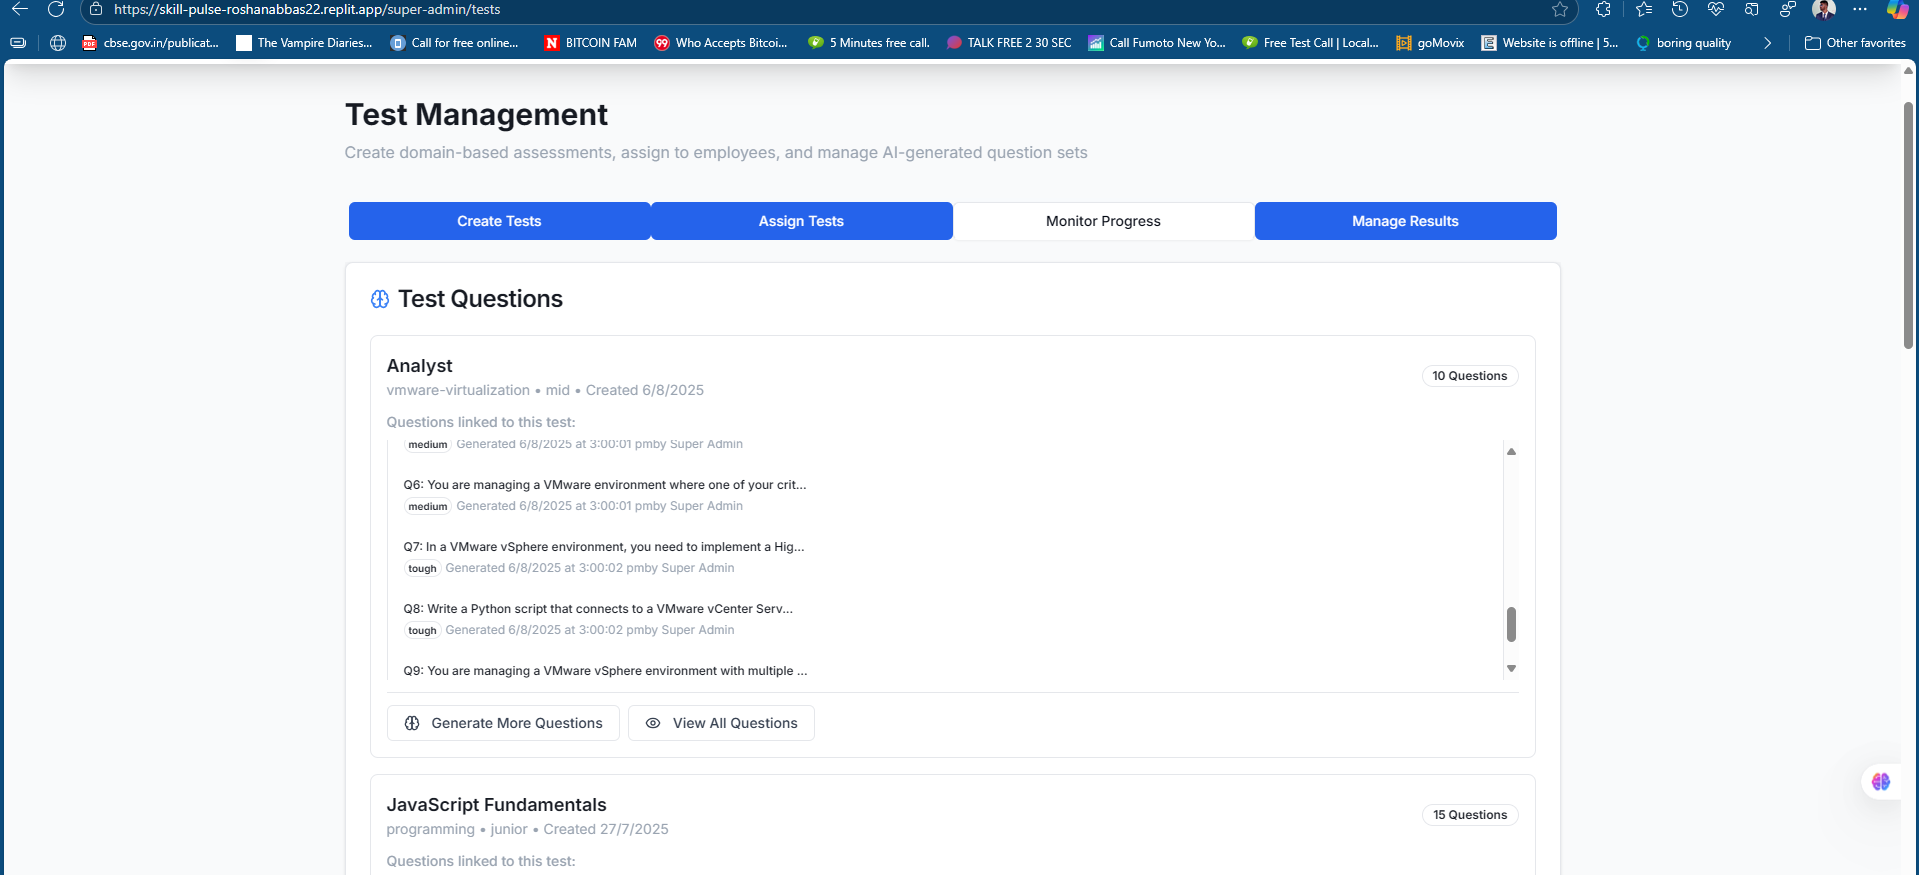 https://skill-pulse-roshanabbas22.replit.app/super-admin/tests
PDF cbse.gov.in/publicat... The Vampire Diaries... Call for free online... N BITCOIN FAM 99 Who Accepts Bitcoi... 5 Minutes free call. TALK FREE 2 30 SEC Call Fumoto New Yo... Free Test Call | Local... goMovix Website is offline | 5... boring quality Other favorites
Test Management
Create domain-based assessments, assign to employees, and manage AI-generated question sets
Create Tests Assign Tests Monitor Progress Manage Results
Test Questions
Analyst
10 Questions
vmware-virtualization • mid • Created 6/8/2025
Questions linked to this test:
medium Generated 6/8/2025 at 3:00:01 pmby Super Admin
Q6: You are managing a VMware environment where one of your crit...
medium Generated 6/8/2025 at 3:00:01 pmby Super Admin
Q7: In a VMware vSphere environment, you need to implement a Hig...
tough Generated 6/8/2025 at 3:00:02 pmby Super Admin
Q8: Write a Python script that connects to a VMware vCenter Serv...
tough Generated 6/8/2025 at 3:00:02 pmby Super Admin
Q9: You are managing a VMware vSphere environment with multiple ...
Generate More Questions View All Questions
JavaScript Fundamentals
15 Questions
programming • junior • Created 27/7/2025
Questions linked to this test: